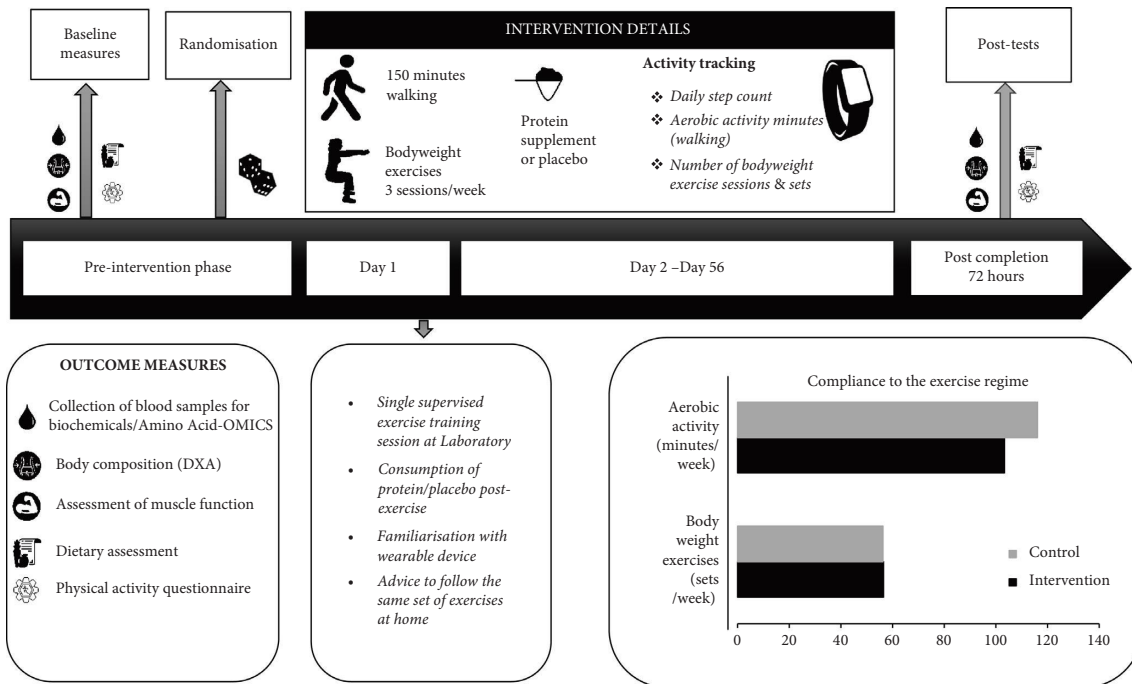 Baseline
measures
Randomisation
INTERVENTION DETAILS
150 minutes
walking
Bodyweight
exercises
3 sessions/week
Protein
supplement
or placebo
Activity tracking
❖ Daily step count
❖ Aerobic activity minutes
(walking)
❖ Number of bodyweight
exercise sessions & sets
Post-tests
Pre-intervention phase
Day 1
Day 2 –Day 56
Post completion
72 hours
OUTCOME MEASURES
Collection of blood samples for
biochemicals/Amino Acid-OMICS
Body composition (DXA)
Assessment of muscle function
Dietary assessment
Physical activity questionnaire
• Single supervised
exercise training
session at Laboratory
• Consumption of
protein/placebo post-
exercise
• Familiarisation with
wearable device
• Advice to follow the
same set of exercises
at home
Compliance to the exercise regime
Aerobic
activity
(minutes/
week)
Body
weight
exercises
(sets
/week)
Control
Intervention
0 20 40 60 80 100 120 140